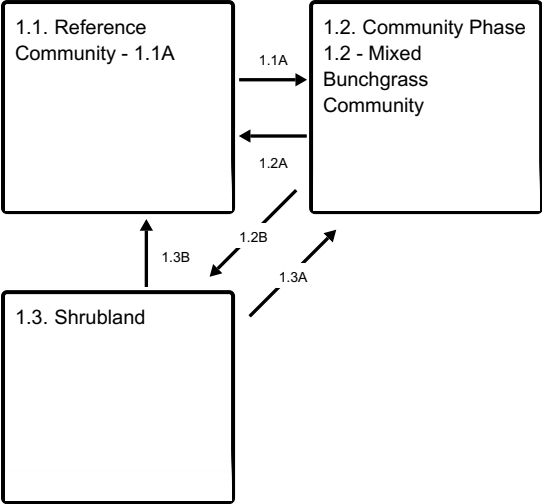 1.1. Reference
Community - 1.1A
1.2. Community Phase
1.2 - Mixed
Bunchgrass
Community
1.1A
1.2A
1.2B
1.3B
1.3A
1.3. Shrubland